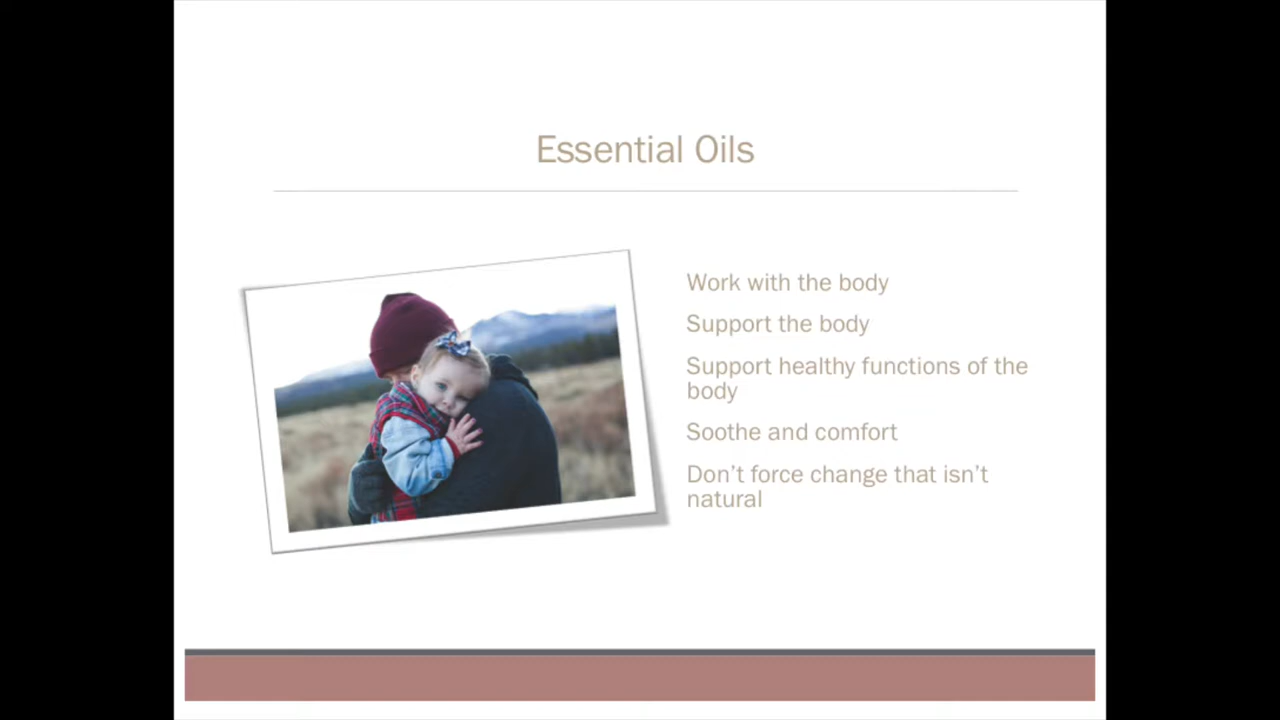 Essential Oils
Work with the body
Support the body
Support healthy functions of the
body
Soothe and comfort
Don’t force change that isn’t
natural